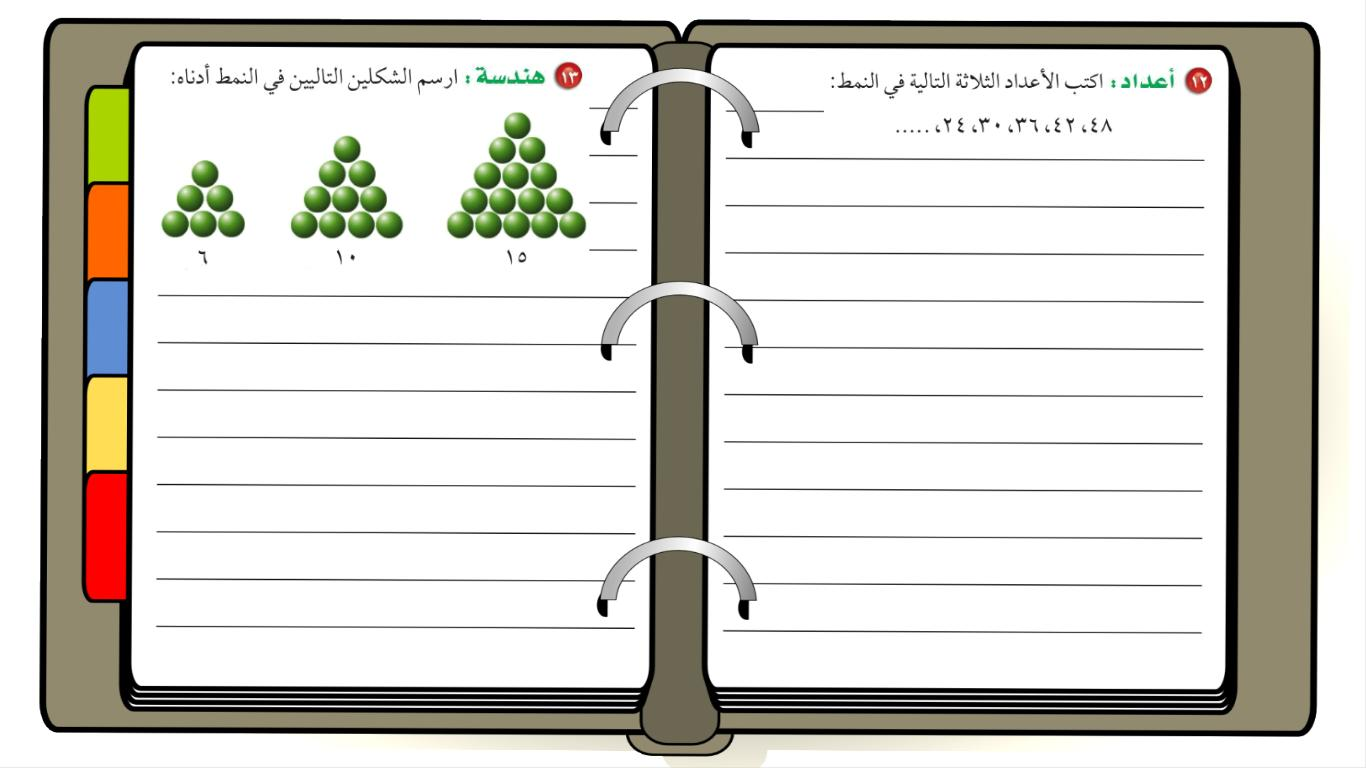 ١٢ أعداد : اكتب الأعداد الثلاثة التالية في النمط:
٤٨، ٤٢، ٣٦، ٣٠، ٢٤، .....
١٣ هندسة : ارسم الشكلين التاليين في النمط أدناه:
١٥ ١٠ ٦